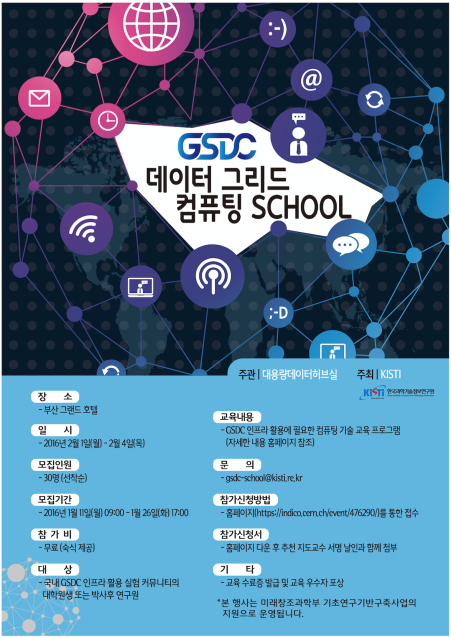 :-)
@
GSDC
데이터 그리드
컴퓨팅 SCHOOL
;-D
주관 | 대용량데이터허브실 주최 | KISTI
KISTI 한국과학기술정보연구원
장 소
- 부산 그랜드 호텔
일 시
- 2016년 2월 1일(월) - 2월 4일(목)
모집인원
- 30명 (선착순)
모집기간
- 2016년 1월 11일(월) 09:00 - 1월 26일(화) 17:00
참 가 비
- 무료 (숙식 제공)
대 상
- 국내 GSDC 인프라 활용 실험 커뮤니티의
대학원생 또는 박사후 연구원
교육내용
- GSDC 인프라 활용에 필요한 컴퓨팅 기술 교육 프로그램
(자세한 내용 홈페이지 참조)
문 의
- gsdc-school@kisti.re.kr
참가신청방법
- 홈페이지(https://indico.cern.ch/event/476290/)를 통한 접수
참가신청서
- 홈페이지 다운 후 추천 지도교수 서명 날인과 함께 첨부
기 타
- 교육 수료증 발급 및 교육 우수자 포상
*본 행사는 미래창조과학부 기초연구기반구축사업의
지원으로 운영됩니다.